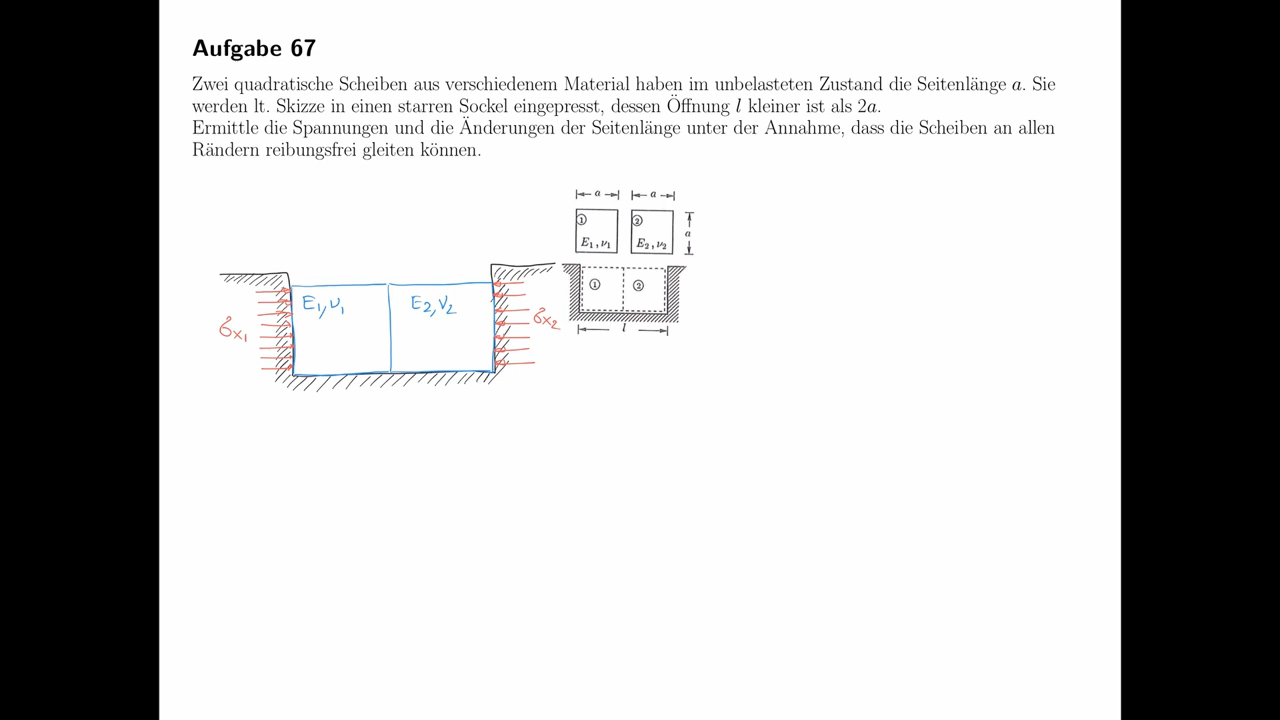 Aufgabe 67
Zwei quadratische Scheiben aus verschiedenem Material haben im unbelasteten Zustand die Seitenlänge a. Sie
werden lt. Skizze in einen starren Sockel eingepresst, dessen Öffnung l kleiner ist als 2a.
Ermittle die Spannungen und die Änderungen der Seitenlänge unter der Annahme, dass die Scheiben an allen
Rändern reibungsfrei gleiten können.
a a
① ②
E₁, ν₁ E₂, ν₂ a
① ②
l
E₁, ν₁ E₂, ν₂
σx₁ σx₂